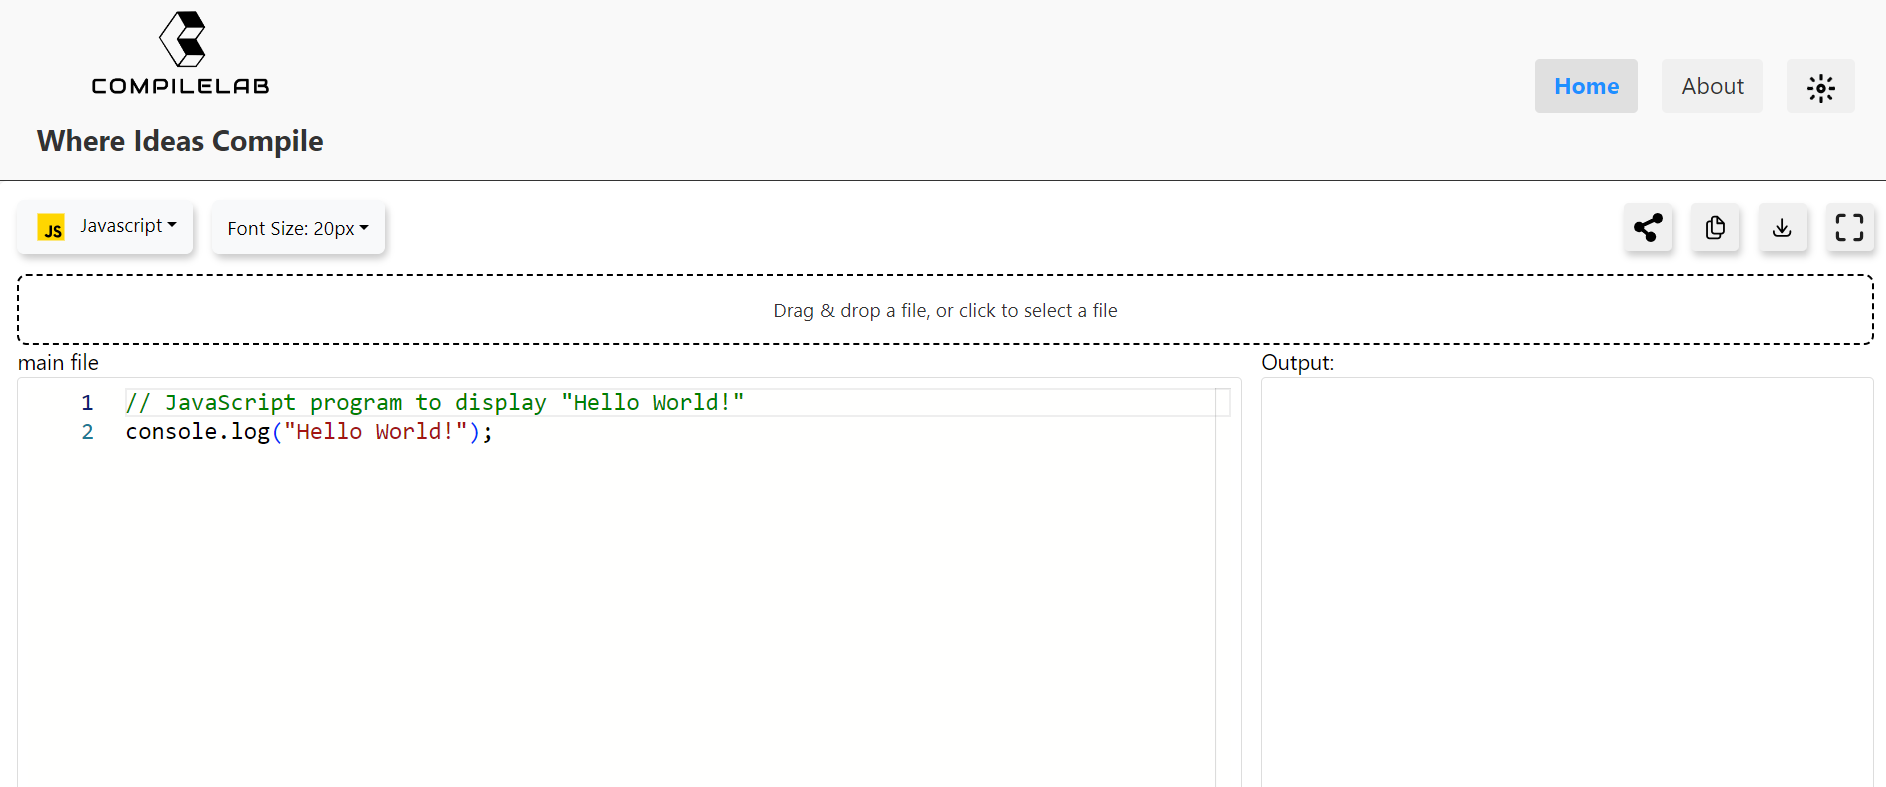 COMPILELAB
Where Ideas Compile
Home
About
JS Javascript
Font Size: 20px
Drag & drop a file, or click to select a file
main file
1 // JavaScript program to display "Hello World!"
2 console.log("Hello World!");
Output: